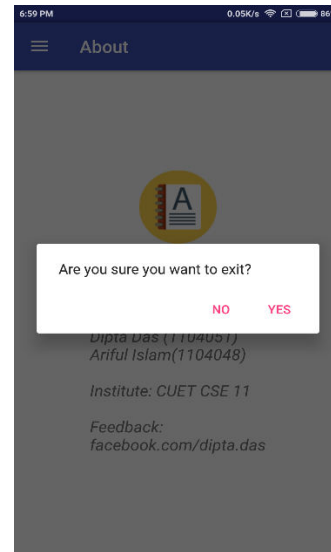 6:59 PM 0.05K/s 86
About
A
Are you sure you want to exit?
NO YES
Dipta Das (1104051)
Ariful Islam(1104048)
Institute: CUET CSE 11
Feedback:
facebook.com/dipta.das